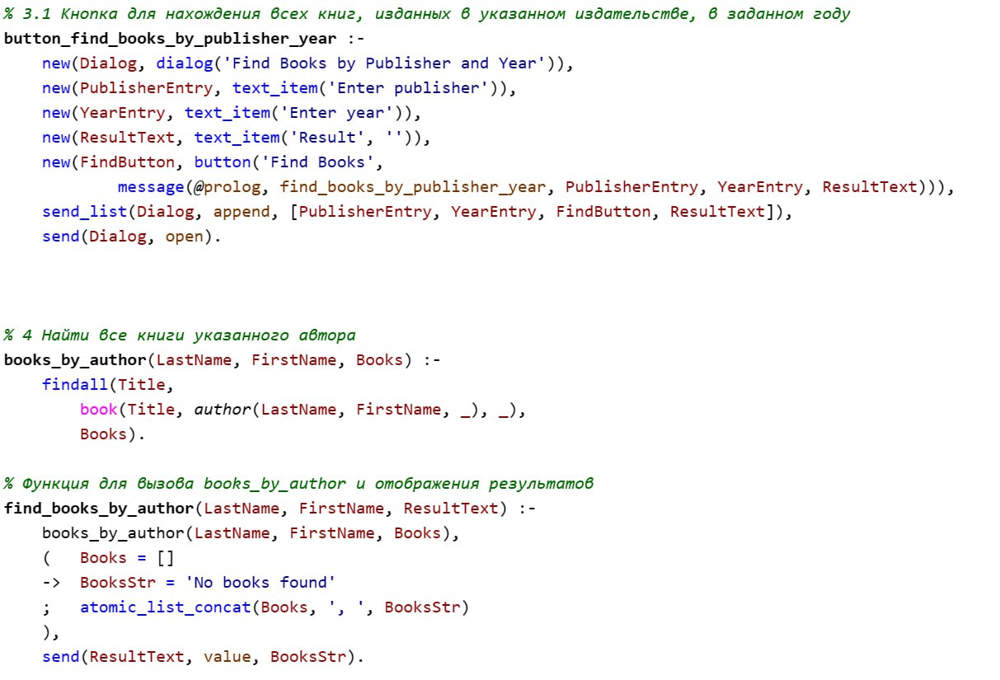 % 3.1 Кнопка для нахождения всех книг, изданных в указанном издательстве, в заданном году
button_find_books_by_publisher_year :-
    new(Dialog, dialog('Find Books by Publisher and Year')),
    new(PublisherEntry, text_item('Enter publisher')),
    new(YearEntry, text_item('Enter year')),
    new(ResultText, text_item('Result', '')),
    new(FindButton, button('Find Books',
            message(@prolog, find_books_by_publisher_year, PublisherEntry, YearEntry, ResultText))),
    send_list(Dialog, append, [PublisherEntry, YearEntry, FindButton, ResultText]),
    send(Dialog, open).
% 4 Найти все книги указанного автора
books_by_author(LastName, FirstName, Books) :-
    findall(Title,
        book(Title, author(LastName, FirstName, _), _),
        Books).
% Функция для вызова books_by_author и отображения результатов
find_books_by_author(LastName, FirstName, ResultText) :-
    books_by_author(LastName, FirstName, Books),
    (   Books = []
    ->  BooksStr = 'No books found'
    ;   atomic_list_concat(Books, ', ', BooksStr)
    ),
    send(ResultText, value, BooksStr).